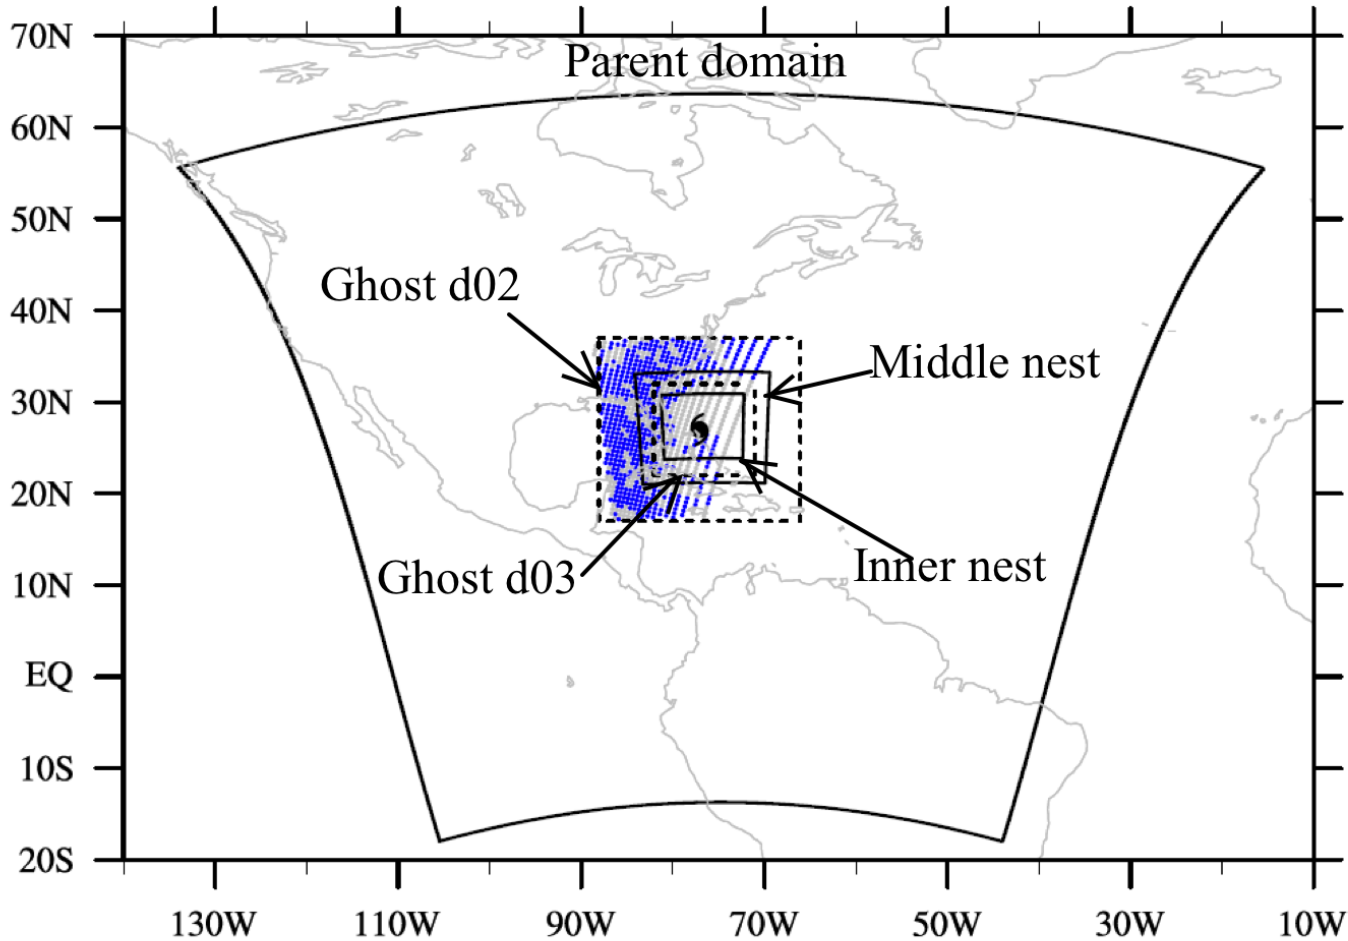 70N
Parent domain
60N
50N
Ghost d02
40N
Middle nest
30N
20N
Ghost d03
Inner nest
10N
EQ
10S
20S
130W 110W 90W 70W 50W 30W 10W